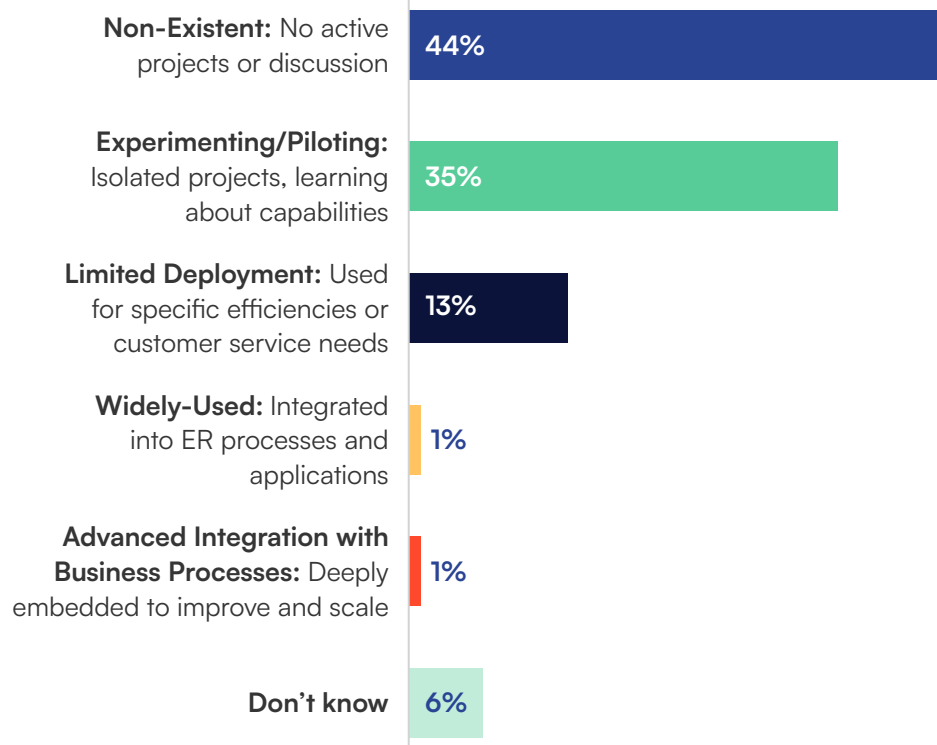 Non-Existent: No active
projects or discussion
44%
Experimenting/Piloting:
Isolated projects, learning
about capabilities
35%
Limited Deployment: Used
for specific efficiencies or
customer service needs
13%
Widely-Used: Integrated
into ER processes and
applications
1%
Advanced Integration with
Business Processes: Deeply
embedded to improve and scale
1%
Don’t know
6%